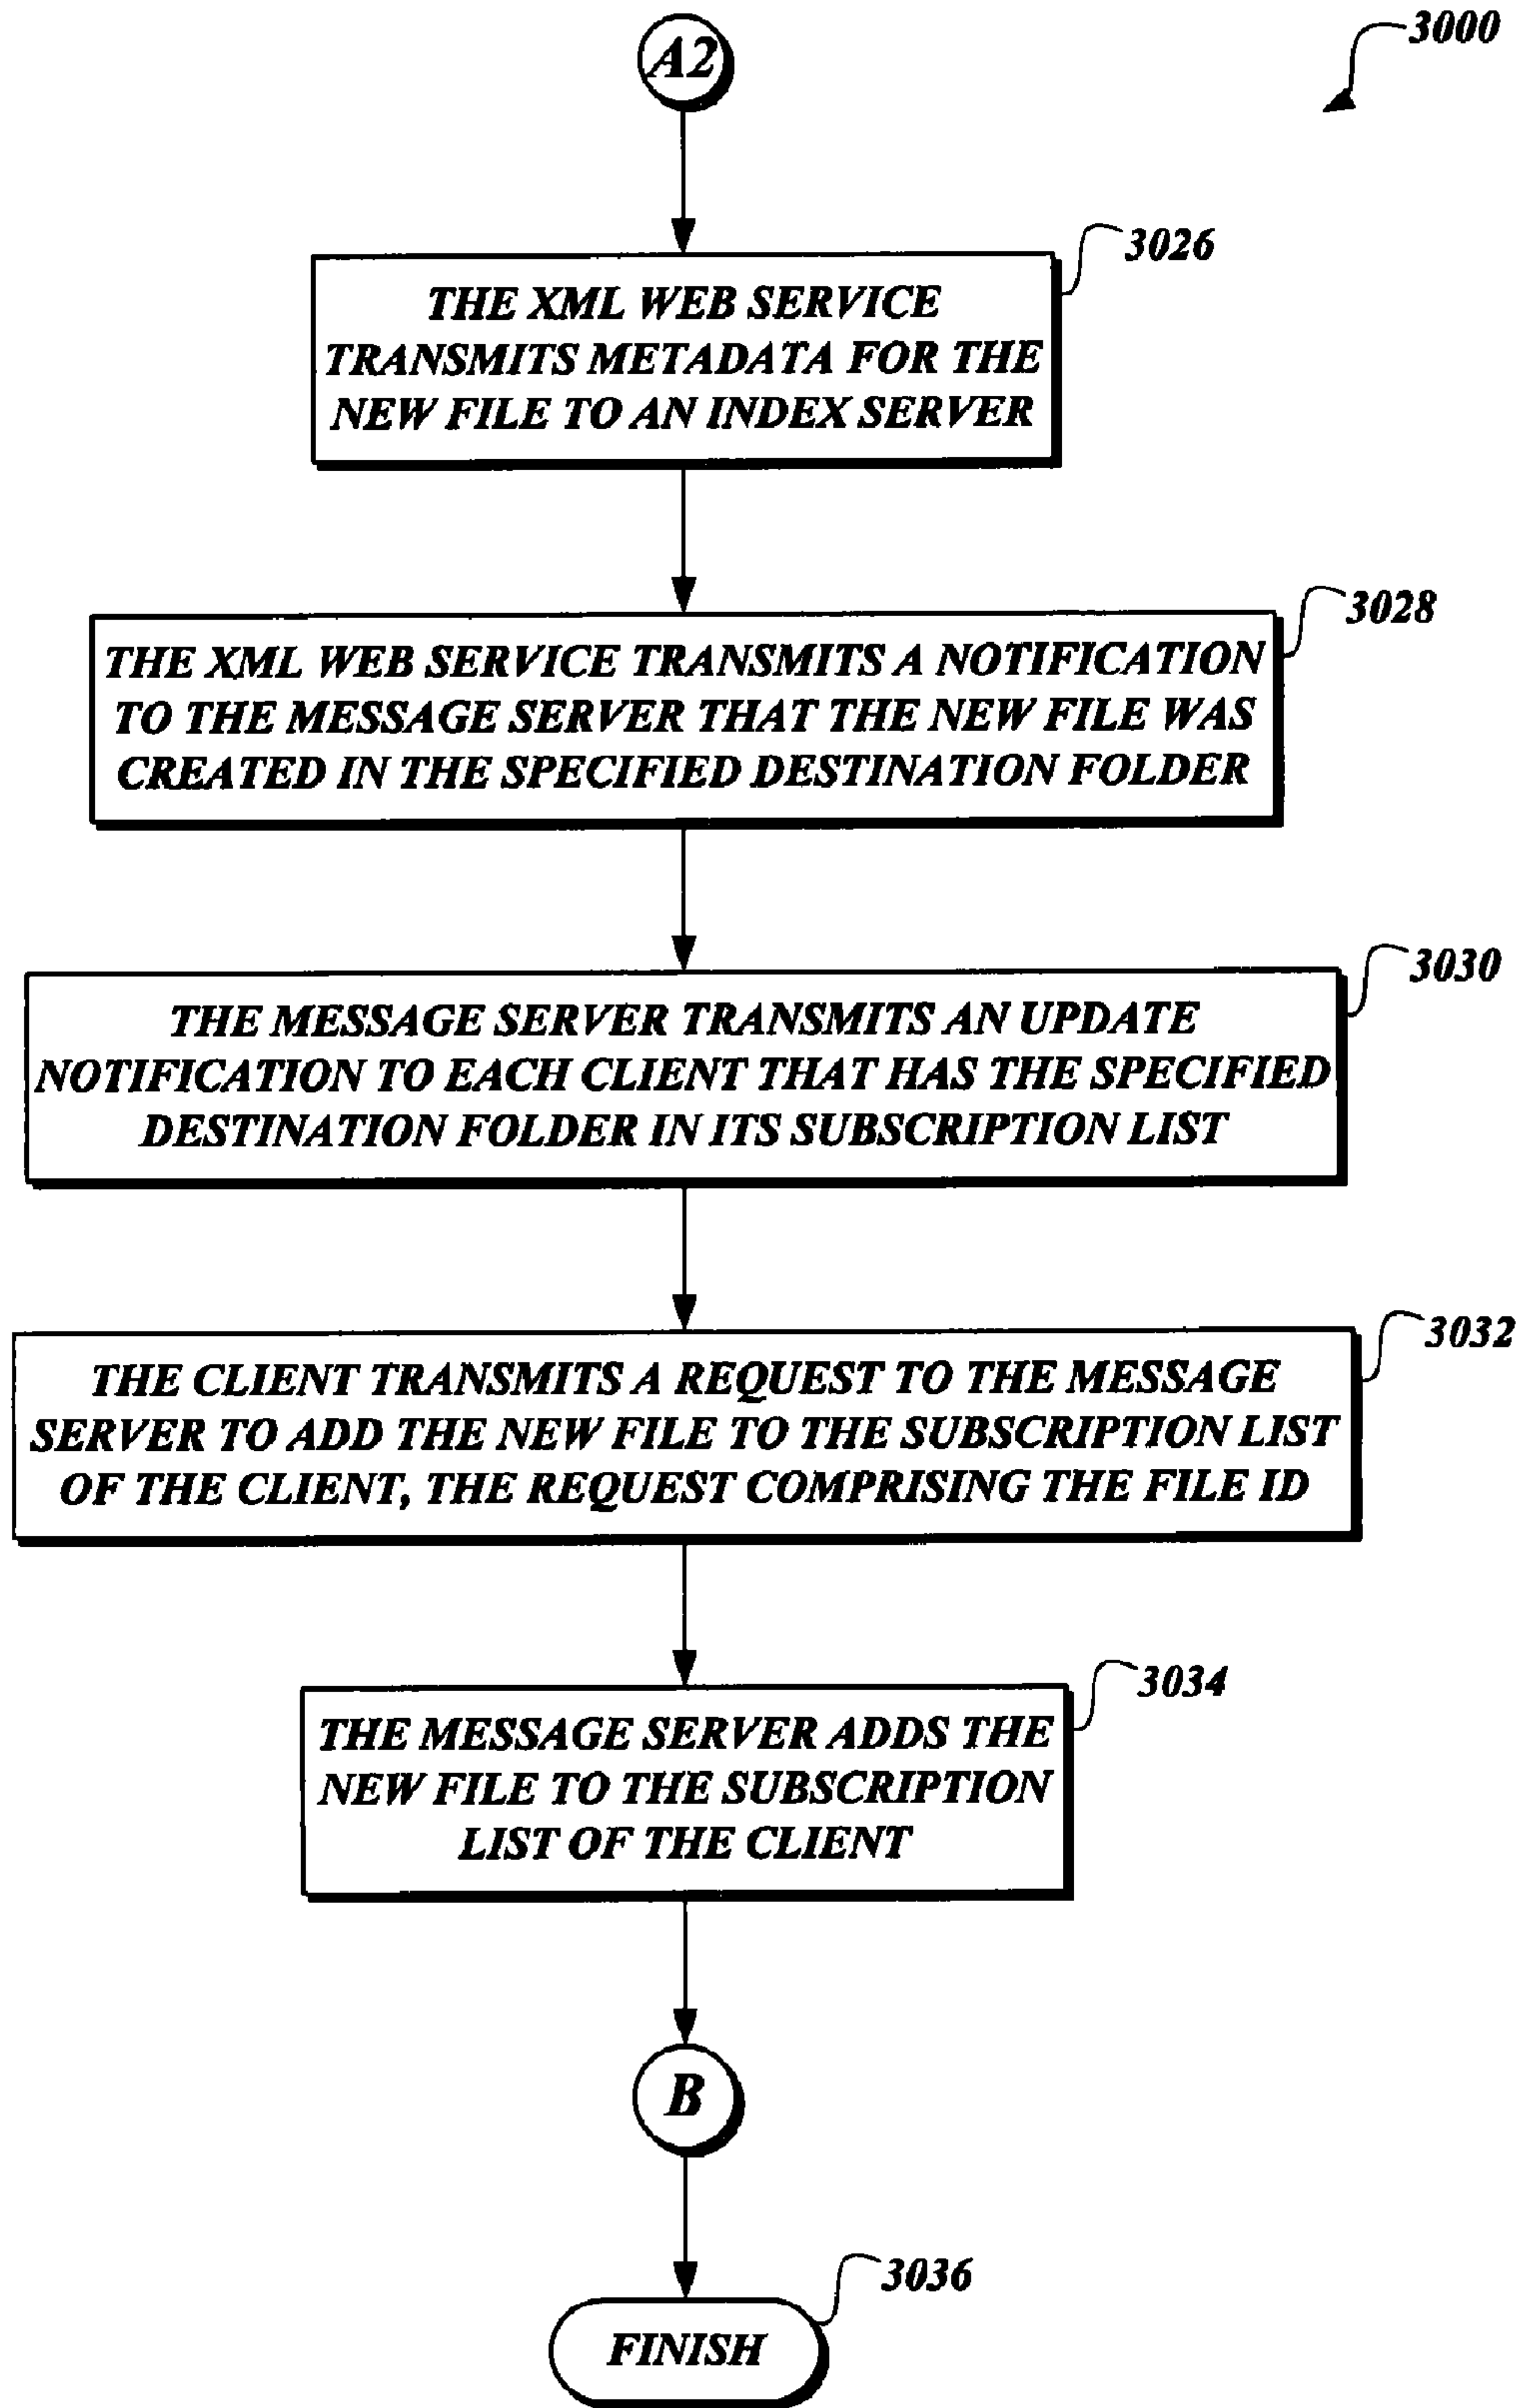 A2
3000
3026
THE XML WEB SERVICE
TRANSMITS METADATA FOR THE
NEW FILE TO AN INDEX SERVER
3028
THE XML WEB SERVICE TRANSMITS A NOTIFICATION
TO THE MESSAGE SERVER THAT THE NEW FILE WAS
CREATED IN THE SPECIFIED DESTINATION FOLDER
3030
THE MESSAGE SERVER TRANSMITS AN UPDATE
NOTIFICATION TO EACH CLIENT THAT HAS THE SPECIFIED
DESTINATION FOLDER IN ITS SUBSCRIPTION LIST
3032
THE CLIENT TRANSMITS A REQUEST TO THE MESSAGE
SERVER TO ADD THE NEW FILE TO THE SUBSCRIPTION LIST
OF THE CLIENT, THE REQUEST COMPRISING THE FILE ID
3034
THE MESSAGE SERVER ADDS THE
NEW FILE TO THE SUBSCRIPTION
LIST OF THE CLIENT
B
3036
FINISH